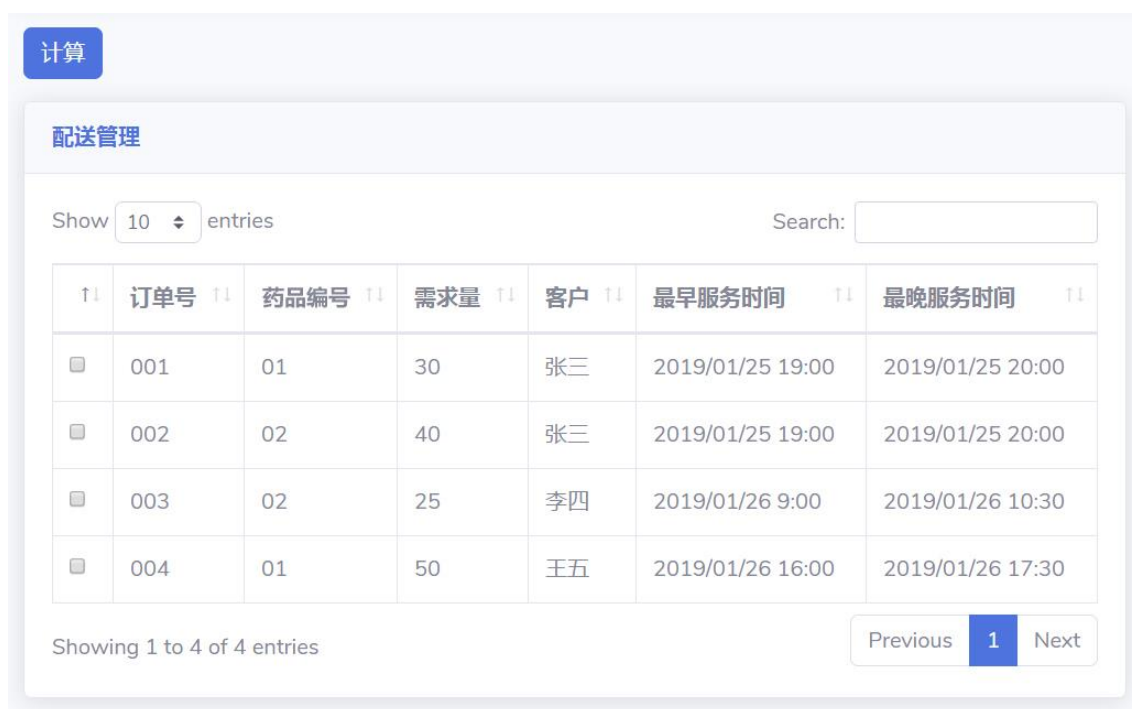 计算
配送管理
Show 10 entries Search:
↑↓ 订单号 ↑↓ 药品编号 ↑↓ 需求量 ↑↓ 客户 ↑↓ 最早服务时间 ↑↓ 最晚服务时间 ↑↓
001 01 30 张三 2019/01/25 19:00 2019/01/25 20:00
002 02 40 张三 2019/01/25 19:00 2019/01/25 20:00
003 02 25 李四 2019/01/26 9:00 2019/01/26 10:30
004 01 50 王五 2019/01/26 16:00 2019/01/26 17:30
Showing 1 to 4 of 4 entries Previous 1 Next